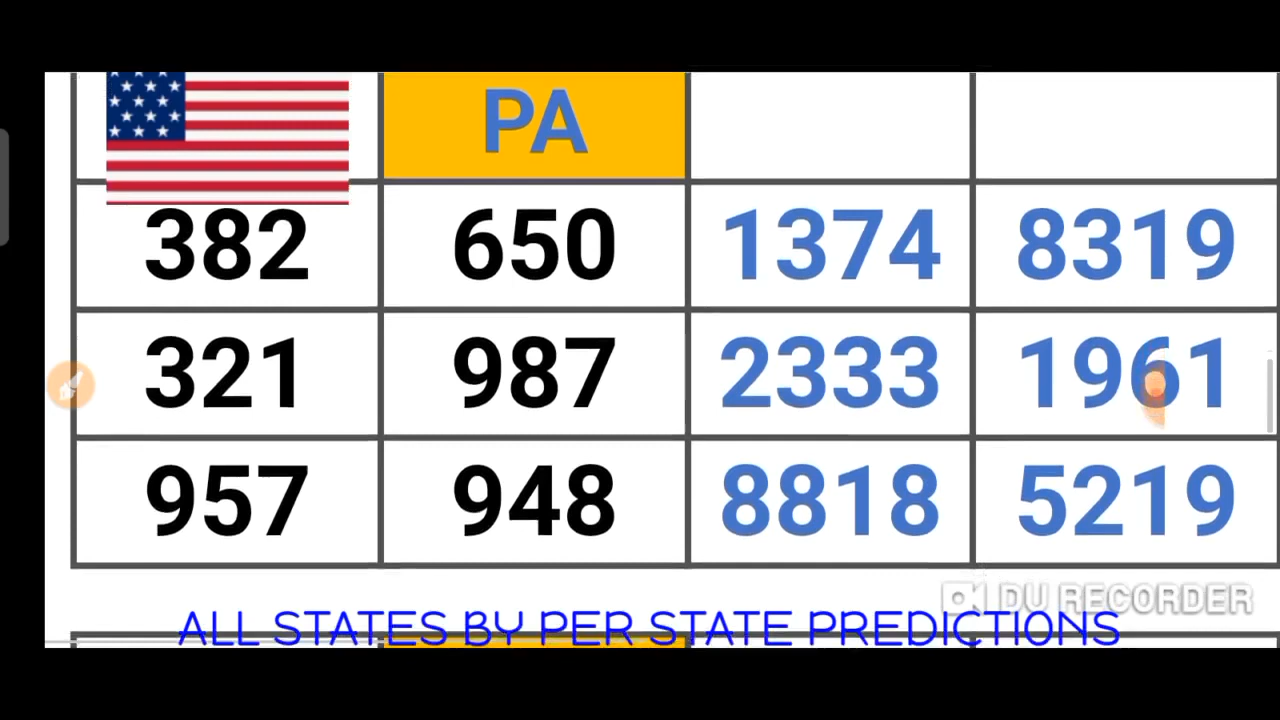 PA
382 650 1374 8319
321 987 2333 1961
957 948 8818 5219
DU RECORDER
ALL STATES BY PER STATE PREDICTIONS